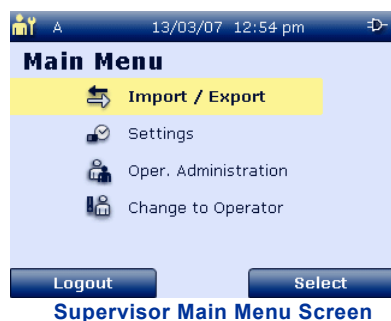 A 13/03/07 12:54 pm
Main Menu
Import / Export
Settings
Oper. Administration
Change to Operator
Logout Select
Supervisor Main Menu Screen